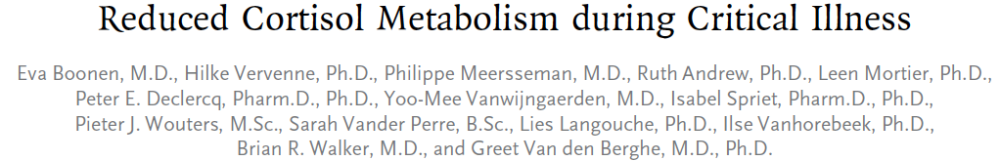 Reduced Cortisol Metabolism during Critical Illness
Eva Boonen, M.D., Hilke Vervenne, Ph.D., Philippe Meersseman, M.D., Ruth Andrew, Ph.D., Leen Mortier, Ph.D.,
Peter E. Declercq, Pharm.D., Ph.D., Yoo-Mee Vanwijngaerden, M.D., Isabel Spriet, Pharm.D., Ph.D.,
Pieter J. Wouters, M.Sc., Sarah Vander Perre, B.Sc., Lies Langouche, Ph.D., Ilse Vanhorebeek, Ph.D.,
Brian R. Walker, M.D., and Greet Van den Berghe, M.D., Ph.D.